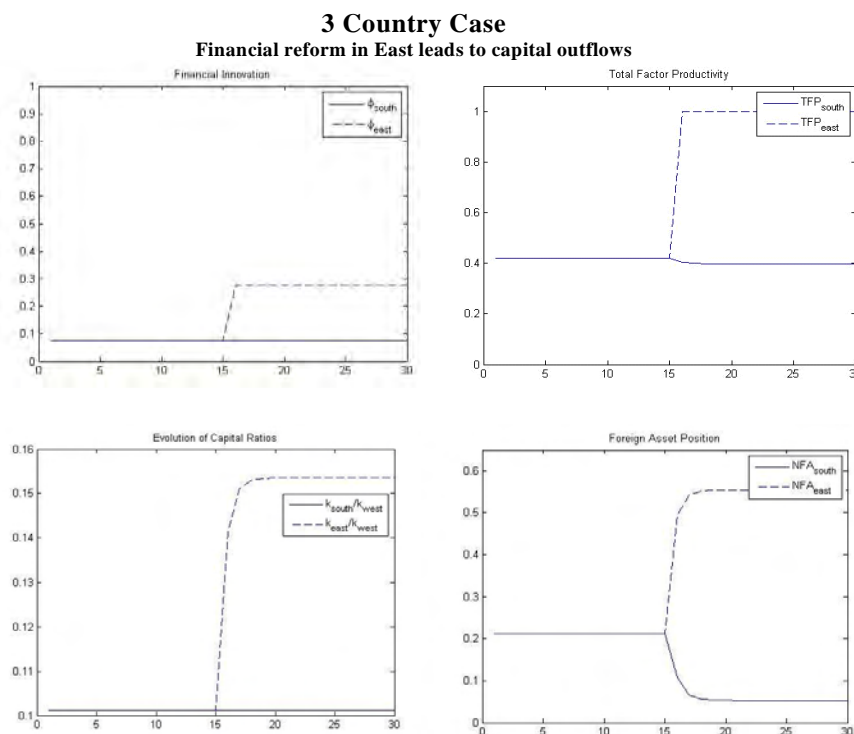 3 Country Case
Financial reform in East leads to capital outflows
Financial Innovation
1
0.9
0.8
0.7
0.6
0.5
0.4
0.3
0.2
0.1
0
0 5 10 15 20 25 30
ϕsouth
ϕeast
Total Factor Productivity
1
0.8
0.6
0.4
0.2
0
0 5 10 15 20 25 30
TFPsouth
TFPeast
Evolution of Capital Ratios
0.16
0.15
0.14
0.13
0.12
0.11
0.1
0 5 10 15 20 25 30
ksouth/kwest
keast/kwest
Foreign Asset Position
0.6
0.5
0.4
0.3
0.2
0.1
0
0 5 10 15 20 25 30
NFAsouth
NFAeast